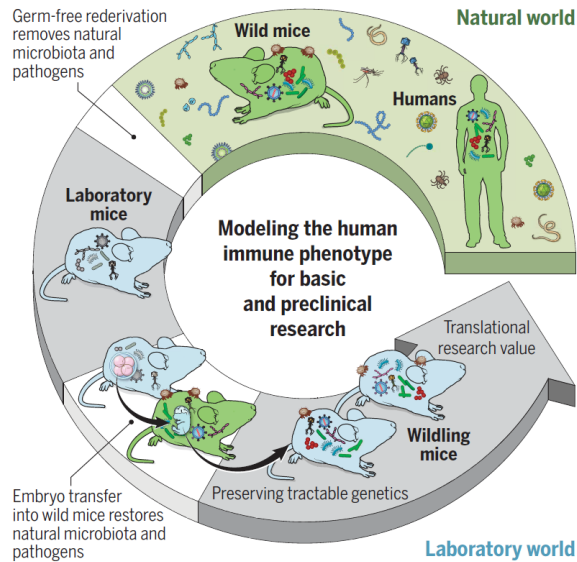 Germ-free rederivation
removes natural
microbiota and
pathogens
Natural world
Wild mice
Humans
Laboratory
mice
Modeling the human
immune phenotype
for basic
and preclinical
research
Translational
research value
Wildling
mice
Preserving tractable genetics
Embryo transfer
into wild mice restores
natural microbiota and
pathogens
Laboratory world